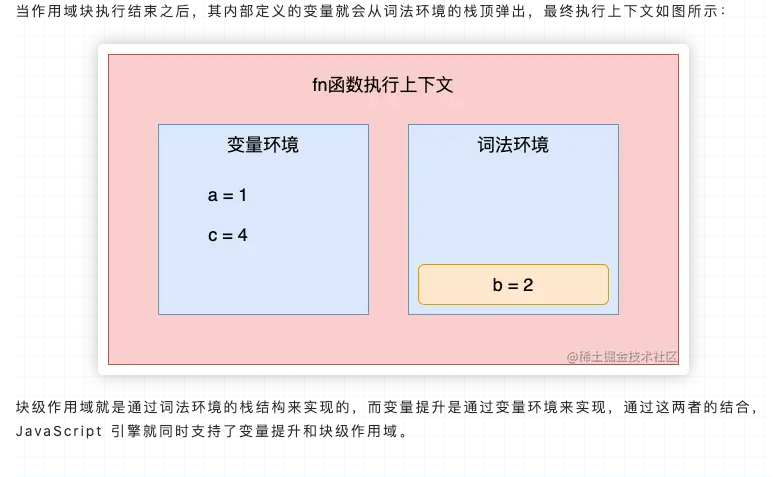 当作用域块执行结束之后，其内部定义的变量就会从词法环境的栈顶弹出，最终执行上下文如图所示：
fn函数执行上下文
变量环境
词法环境
a = 1
c = 4
b = 2
@稀土掘金技术社区
块级作用域就是通过词法环境的栈结构来实现的，而变量提升是通过变量环境来实现，通过这两者的结合，
JavaScript 引擎就同时支持了变量提升和块级作用域。